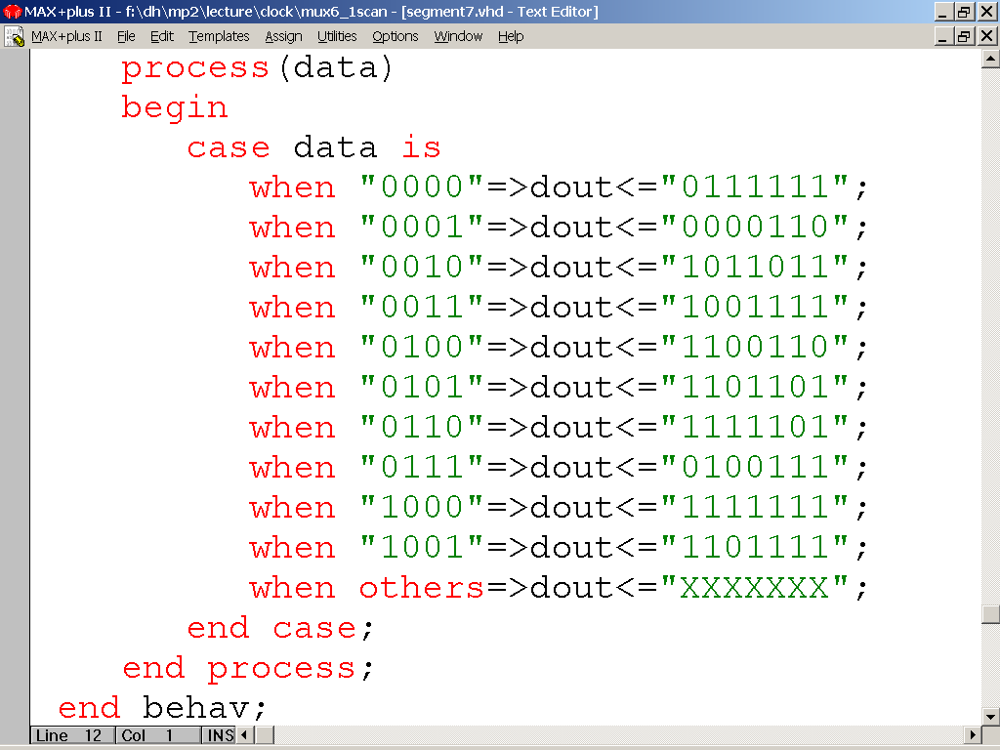 MAX+plus II - f:\dh\mp2\lecture\clock\mux6_1scan - [segment7.vhd - Text Editor]
MAX+plus II File Edit Templates Assign Utilities Options Window Help
process(data)
begin
case data is
when "0000"=>dout<="0111111";
when "0001"=>dout<="0000110";
when "0010"=>dout<="1011011";
when "0011"=>dout<="1001111";
when "0100"=>dout<="1100110";
when "0101"=>dout<="1101101";
when "0110"=>dout<="1111101";
when "0111"=>dout<="0100111";
when "1000"=>dout<="1111111";
when "1001"=>dout<="1101111";
when others=>dout<="XXXXXXX";
end case;
end process;
end behav;
Line 12 Col 1 INS